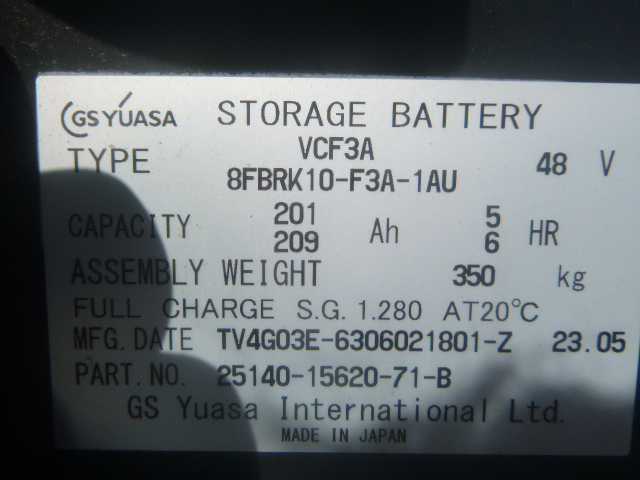 GS YUASA STORAGE BATTERY
TYPE VCF3A 48 V
8FBRK10-F3A-1AU
CAPACITY 201 Ah 5 HR
209 6
ASSEMBLY WEIGHT 350 kg
FULL CHARGE S.G. 1.280 AT20°C
MFG. DATE TV4G03E-6306021801-Z 23.05
PART. NO. 25140-15620-71-B
GS Yuasa International Ltd.
MADE IN JAPAN